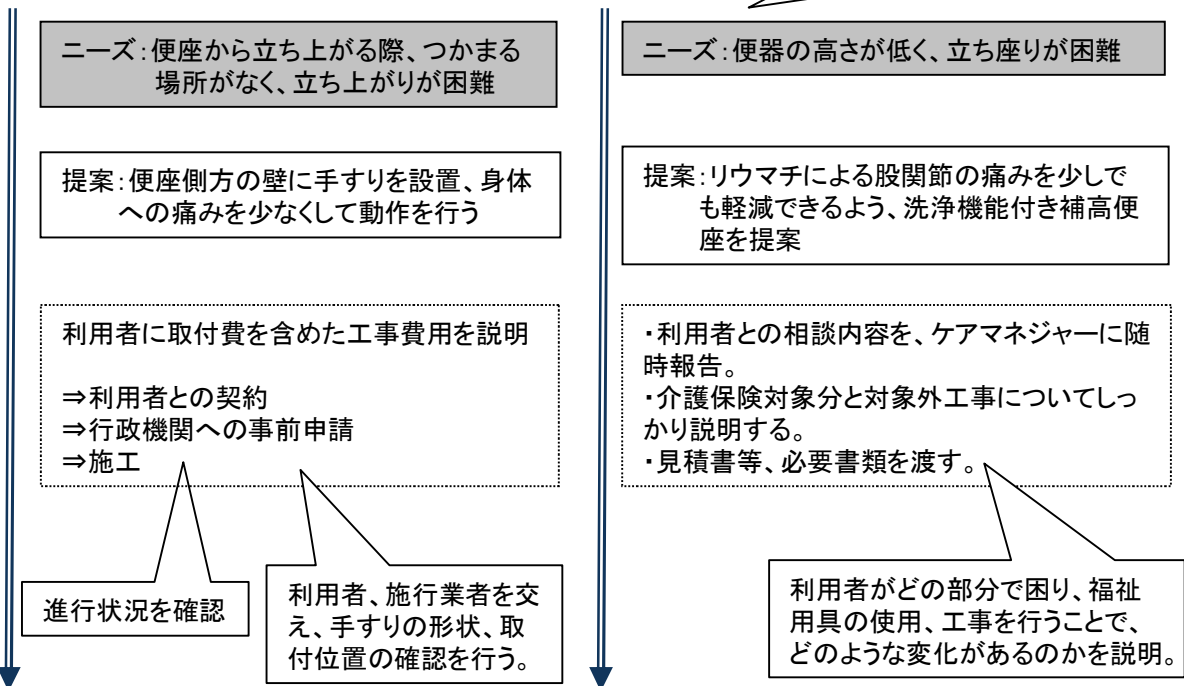 ニーズ：便座から立ち上がる際、つかまる
場所がなく、立ち上がりが困難
提案：便座側方の壁に手すりを設置、身体
への痛みを少なくして動作を行う
利用者に取付費を含めた工事費用を説明
⇒利用者との契約
⇒行政機関への事前申請
⇒施工
進行状況を確認
利用者、施行業者を交
え、手すりの形状、取
付位置の確認を行う。
ニーズ：便器の高さが低く、立ち座りが困難
提案：リウマチによる股関節の痛みを少しで
も軽減できるよう、洗浄機能付き補高便
座を提案
・利用者との相談内容を、ケアマネジャーに随
時報告。
・介護保険対象分と対象外工事についてしっ
かり説明する。
・見積書等、必要書類を渡す。
利用者がどの部分で困り、福祉
用具の使用、工事を行うことで、
どのような変化があるのかを説明。